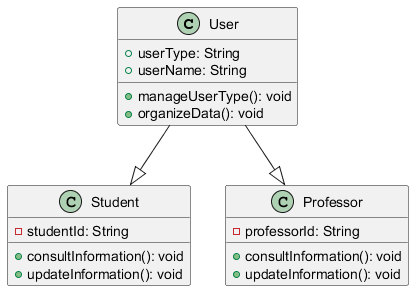 C User
userType: String
userName: String
manageUserType(): void
organizeData(): void
C Student
studentId: String
consultInformation(): void
updateInformation(): void
C Professor
professorId: String
consultInformation(): void
updateInformation(): void